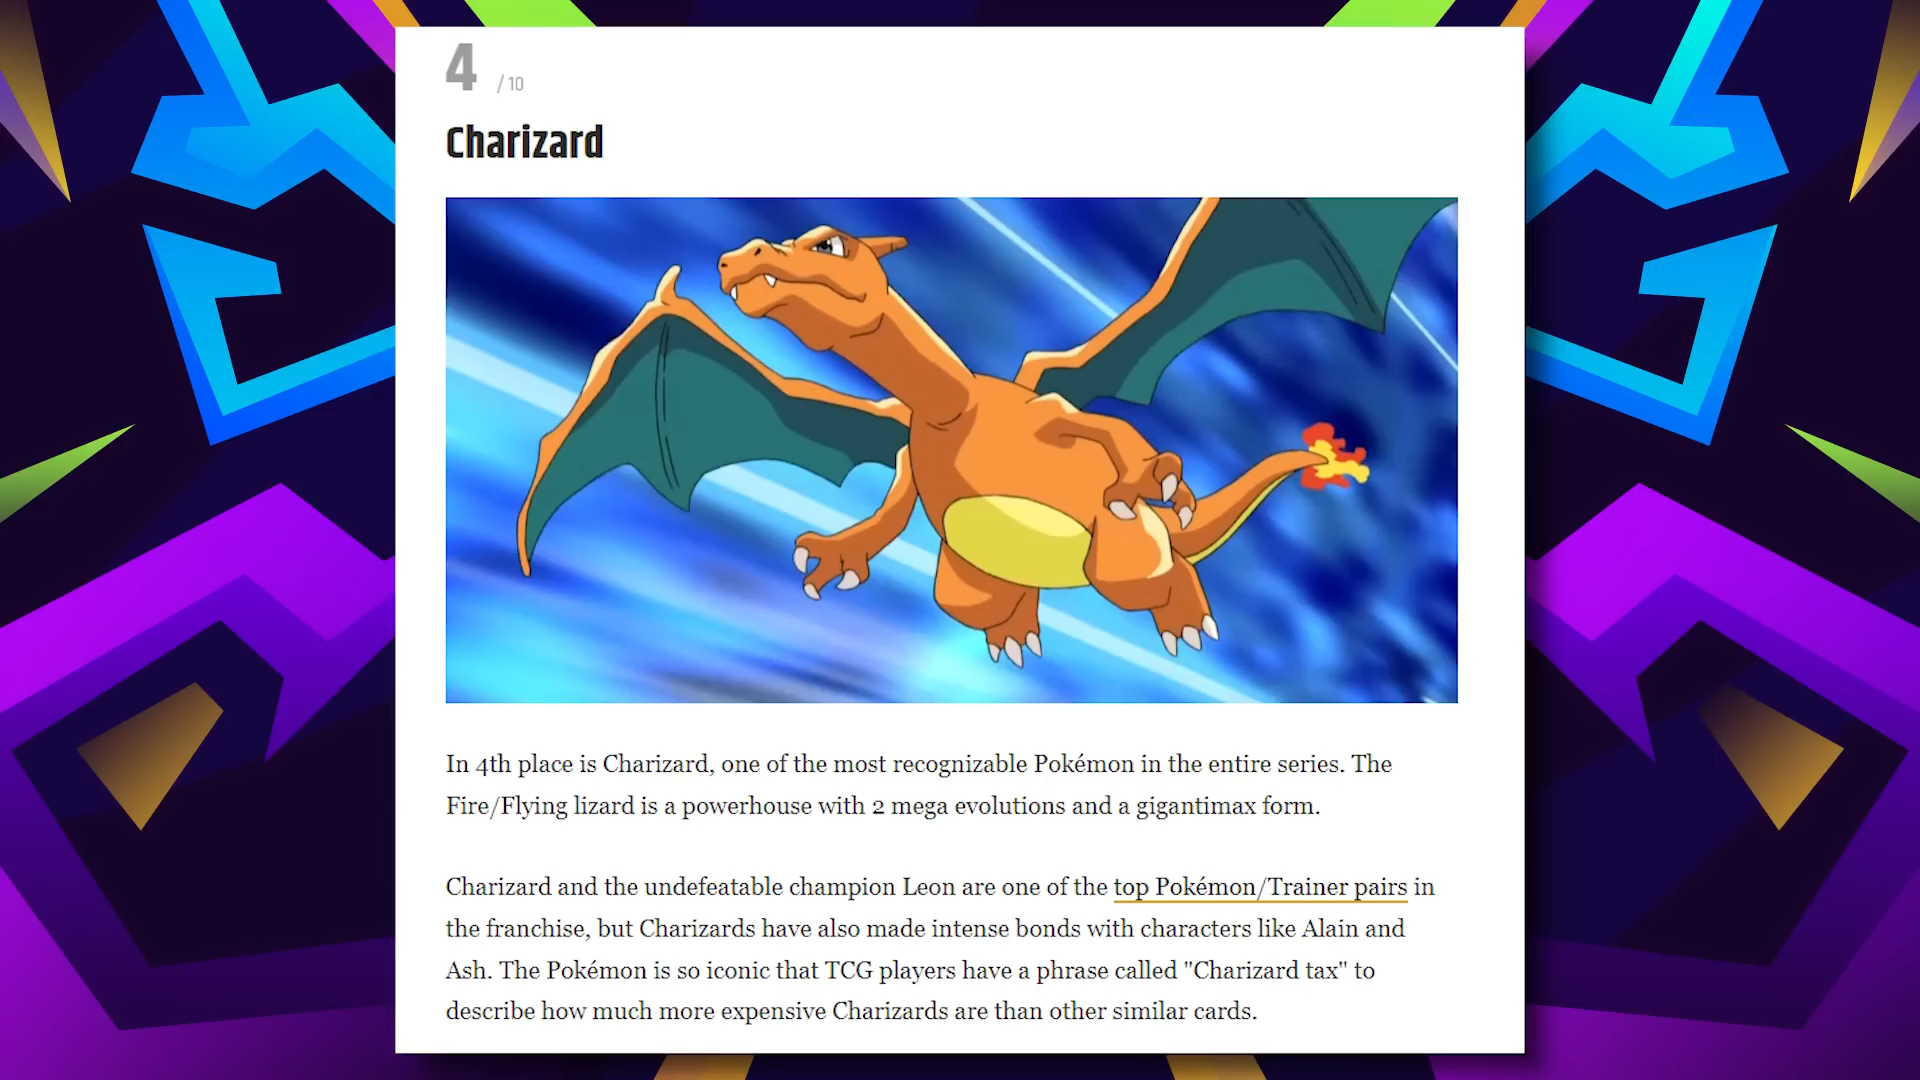 4 / 10
Charizard
In 4th place is Charizard, one of the most recognizable Pokémon in the entire series. The
Fire/Flying lizard is a powerhouse with 2 mega evolutions and a gigantimax form.
Charizard and the undefeatable champion Leon are one of the top Pokémon/Trainer pairs in
the franchise, but Charizards have also made intense bonds with characters like Alain and
Ash. The Pokémon is so iconic that TCG players have a phrase called "Charizard tax" to
describe how much more expensive Charizards are than other similar cards.